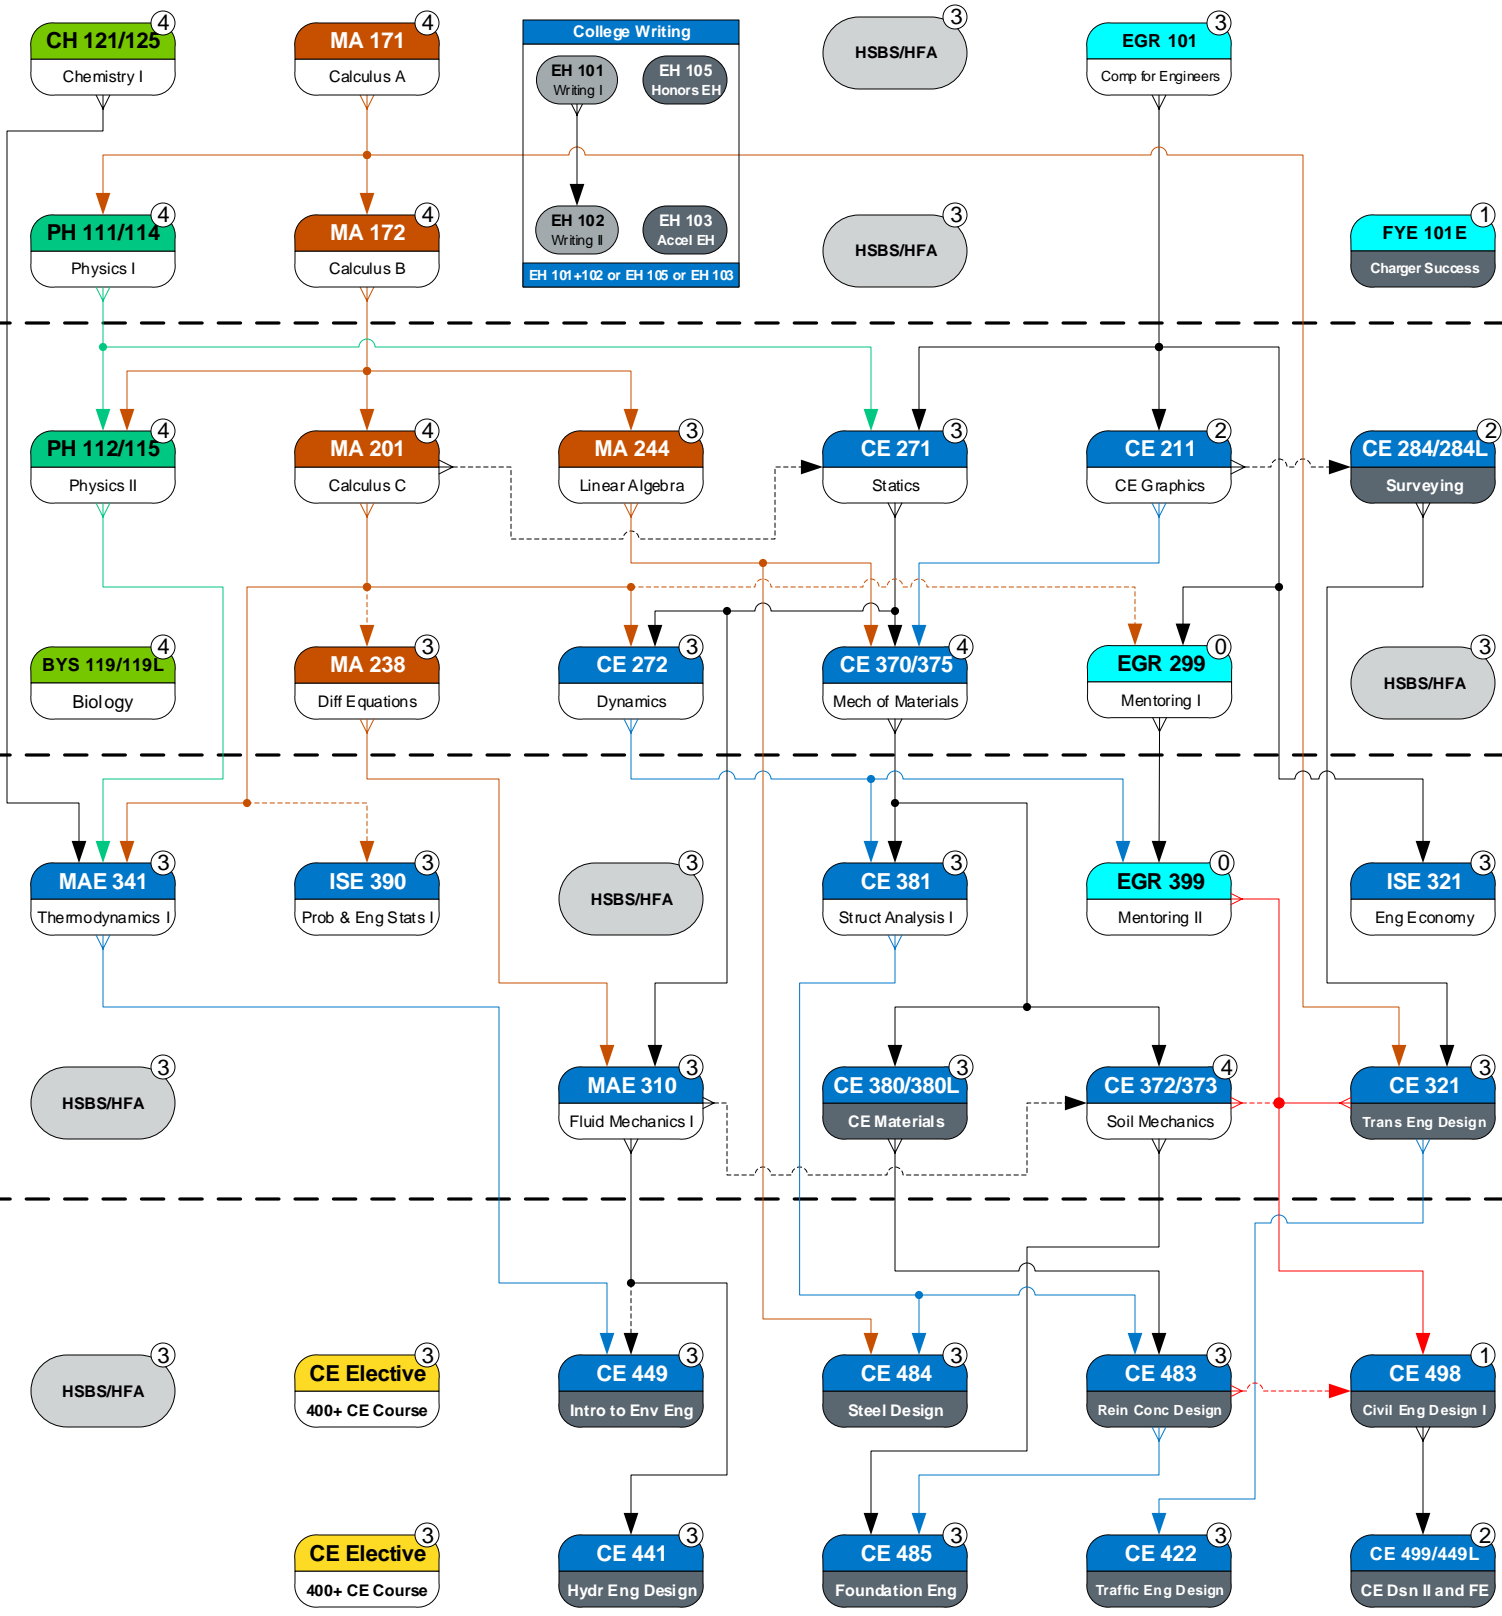 4
CH 121/125
Chemistry I
4
MA 171
Calculus A
College Writing
EH 101
Writing I
EH 105
Honors EH
EH 102
Writing II
EH 103
Accel EH
EH 101+102 or EH 105 or EH 103
3
HSBS/HFA
3
EGR 101
Comp for Engineers
4
PH 111/114
Physics I
4
MA 172
Calculus B
3
HSBS/HFA
1
FYE 101E
Charger Success
4
PH 112/115
Physics II
4
MA 201
Calculus C
3
MA 244
Linear Algebra
3
CE 271
Statics
2
CE 211
CE Graphics
2
CE 284/284L
Surveying
4
BYS 119/119L
Biology
3
MA 238
Diff Equations
3
CE 272
Dynamics
4
CE 370/375
Mech of Materials
0
EGR 299
Mentoring I
3
HSBS/HFA
3
MAE 341
Thermodynamics I
3
ISE 390
Prob & Eng Stats I
3
HSBS/HFA
3
CE 381
Struct Analysis I
0
EGR 399
Mentoring II
3
ISE 321
Eng Economy
3
HSBS/HFA
3
MAE 310
Fluid Mechanics I
3
CE 380/380L
CE Materials
4
CE 372/373
Soil Mechanics
3
CE 321
Trans Eng Design
3
HSBS/HFA
3
CE Elective
400+ CE Course
3
CE 449
Intro to Env Eng
3
CE 484
Steel Design
3
CE 483
Rein Conc Design
1
CE 498
Civil Eng Design I
3
CE Elective
400+ CE Course
3
CE 441
Hydr Eng Design
3
CE 485
Foundation Eng
3
CE 422
Traffic Eng Design
2
CE 499/449L
CE Dsn II and FE